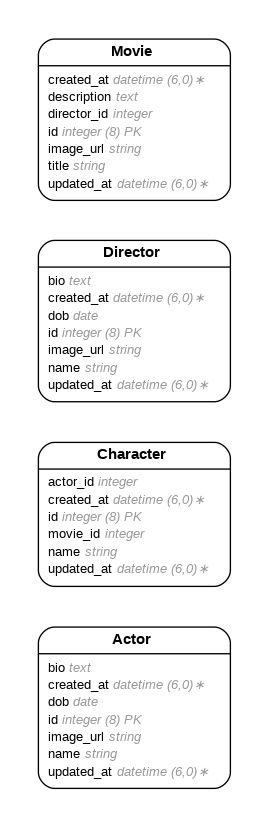 Movie
created_at datetime (6,0) ∗
description text
director_id integer
id integer (8) PK
image_url string
title string
updated_at datetime (6,0) ∗
Director
bio text
created_at datetime (6,0) ∗
dob date
id integer (8) PK
image_url string
name string
updated_at datetime (6,0) ∗
Character
actor_id integer
created_at datetime (6,0) ∗
id integer (8) PK
movie_id integer
name string
updated_at datetime (6,0) ∗
Actor
bio text
created_at datetime (6,0) ∗
dob date
id integer (8) PK
image_url string
name string
updated_at datetime (6,0) ∗